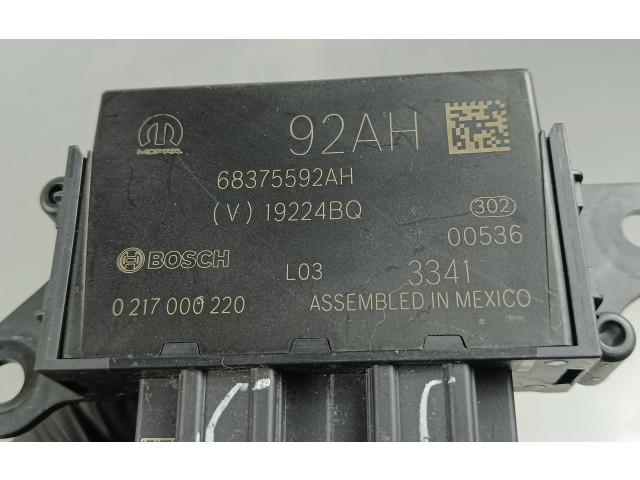 MOPAR
92AH
68375592AH
(V) 19224BQ
302
00536
BOSCH
L03
3341
0 217 000 220
ASSEMBLED IN MEXICO